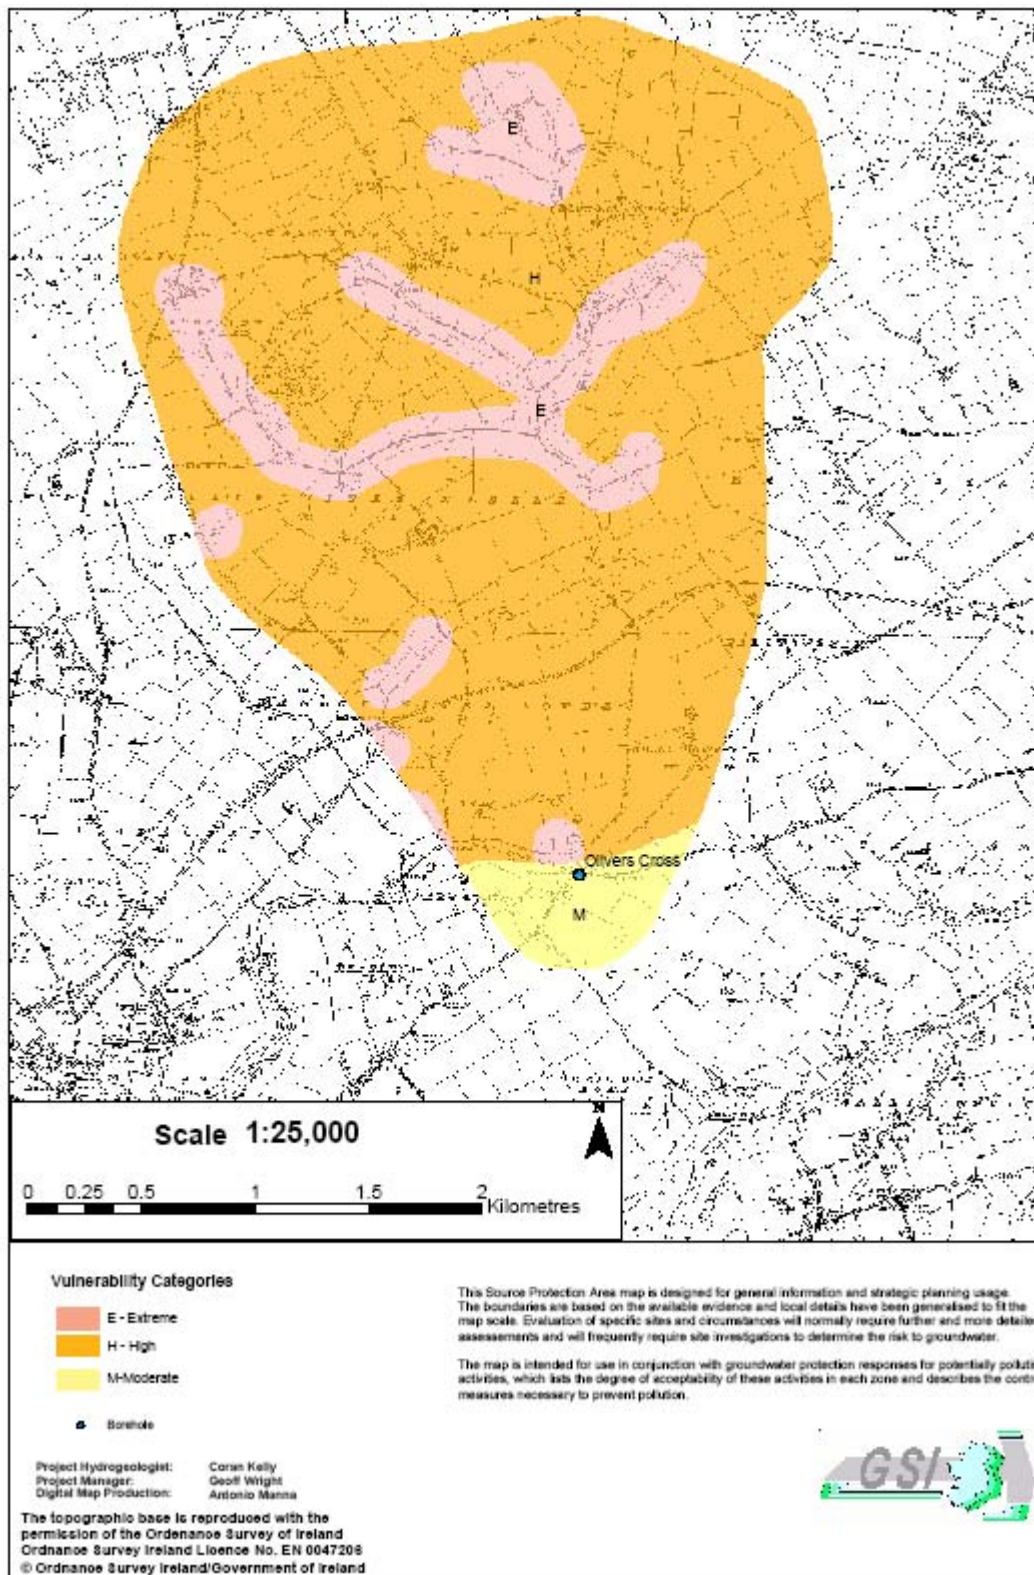 E
H
E
Olivers Cross
M
Scale 1:25,000
N
0 0.25 0.5 1 1.5 2
Kilometres
Vulnerability Categories
E - Extreme
H - High
M-Moderate
Borehole
This Source Protection Area map is designed for general information and strategic planning usage.
The boundaries are based on the available evidence and local details have been generalised to fit the
map scale. Evaluation of specific sites and circumstances will normally require further and more detaile
assessements and will frequently require site investigations to determine the risk to groundwater.
The map is intended for use in conjunction with groundwater protection responses for potentially polluti
activities, which lists the degree of acceptability of these activities in each zone and describes the contr
measures necessary to prevent pollution.
Project Hydrogeologist: Coran Kelly
Project Manager: Geoff Wright
Digital Map Production: Antonio Manna
GSI
The topographic base is reproduced with the
permission of the Ordenance Survey of Ireland
Ordnance Survey Ireland Licence No. EN 0047206
© Ordnance Survey Ireland/Government of Ireland